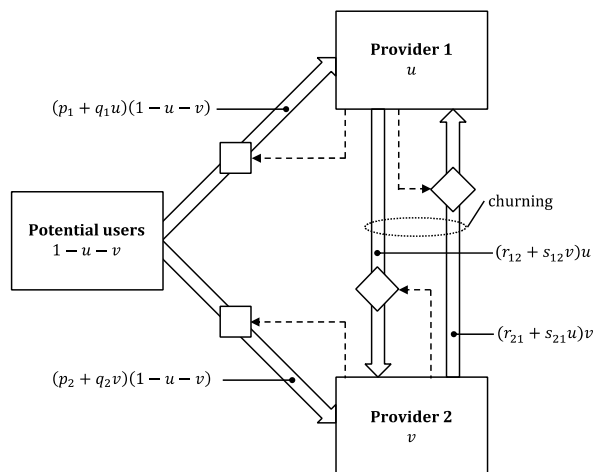 Provider 1
u
(p₁ + q₁u)(1 − u − v)
Potential users
1 − u − v
churning
(r₁₂ + s₁₂v)u
(r₂₁ + s₂₁u)v
(p₂ + q₂v)(1 − u − v)
Provider 2
v